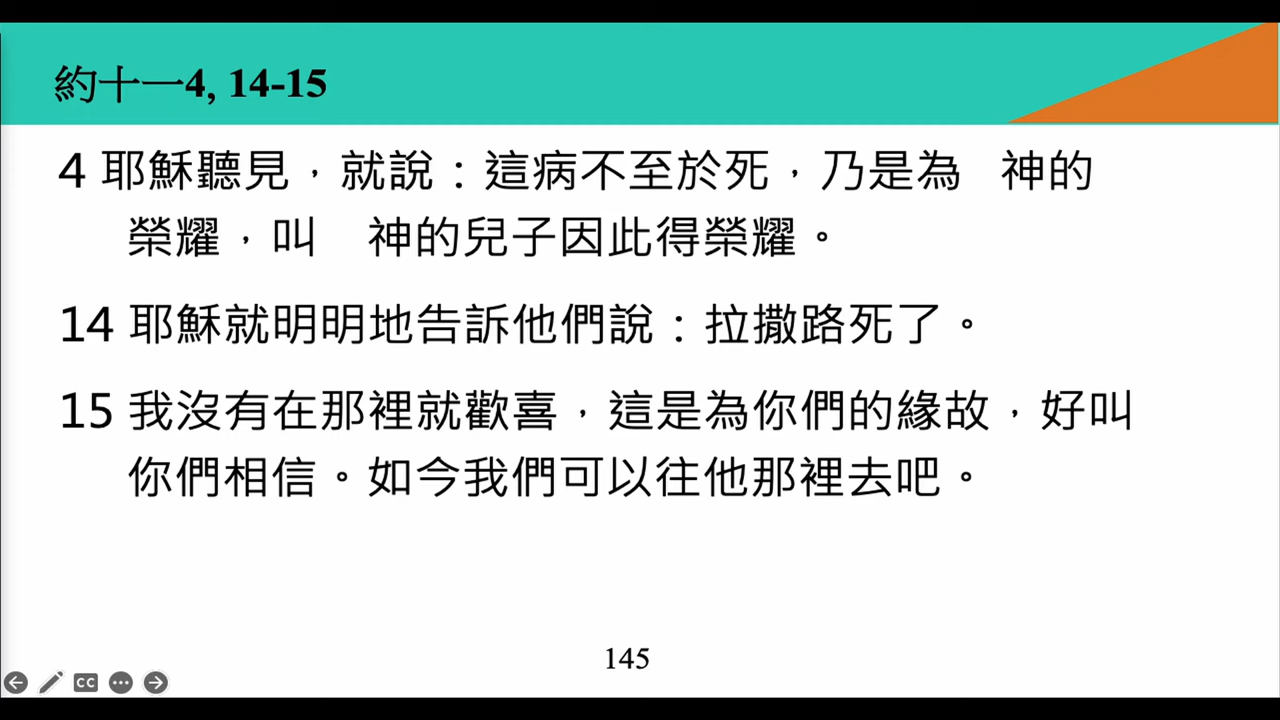 約十一4, 14-15
4 耶穌聽見，就說：這病不至於死，乃是為　神的
榮耀，叫　神的兒子因此得榮耀。
14 耶穌就明明地告訴他們說：拉撒路死了。
15 我沒有在那裡就歡喜，這是為你們的緣故，好叫
你們相信。如今我們可以往他那裡去吧。
145
CC